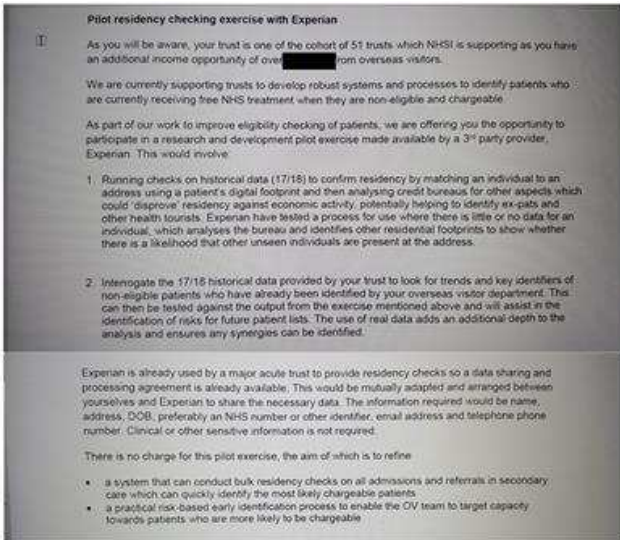 Pilot residency checking exercise with Experian
As you will be aware, your trust is one of the cohort of 51 trusts which NHSI is supporting as you have
an additional income opportunity of over from overseas visitors.
We are currently supporting trusts to develop robust systems and processes to identify patients who
are currently receiving free NHS treatment when they are non-eligible and chargeable
As part of our work to improve eligibility checking of patients, we are offering you the opportunity to
participate in a research and development pilot exercise made available by a 3rd party provider,
Experian. This would involve:
1. Running checks on historical data (17/18) to confirm residency by matching an individual to an
address using a patient's digital footprint and then analysing credit bureaus for other aspects which
could 'disprove' residency against economic activity, potentially helping to identify ex-pats and
other health tourists. Experian have tested a process for use where there is little or no data for an
individual, which analyses the bureau and identifies other residential footprints to show whether
there is a likelihood that other unseen individuals are present at the address.
2. Interrogate the 17/18 historical data provided by your trust to look for trends and key identifiers of
non-eligible patients who have already been identified by your overseas visitor department. This
can then be tested against the output from the exercise mentioned above and will assist in the
identification of risks for future patient lists. The use of real data adds an additional depth to the
analysis and ensures any synergies can be identified.
Experian is already used by a major acute trust to provide residency checks so a data sharing and
processing agreement is already available. This would be mutually adapted and arranged between
yourselves and Experian to share the necessary data. The information required would be name,
address, DOB, preferably an NHS number or other identifier, email address and telephone phone
number. Clinical or other sensitive information is not required.
There is no charge for this pilot exercise, the aim of which is to refine
• a system that can conduct bulk residency checks on all admissions and referrals in secondary
care which can quickly identify the most likely chargeable patients
• a practical risk-based early identification process to enable the OV team to target capacity
towards patients who are more likely to be chargeable